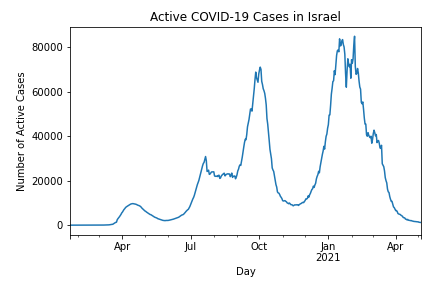 Active COVID-19 Cases in Israel
Number of Active Cases
80000
60000
40000
20000
0
Apr
Jul
Oct
Jan
2021
Apr
Day